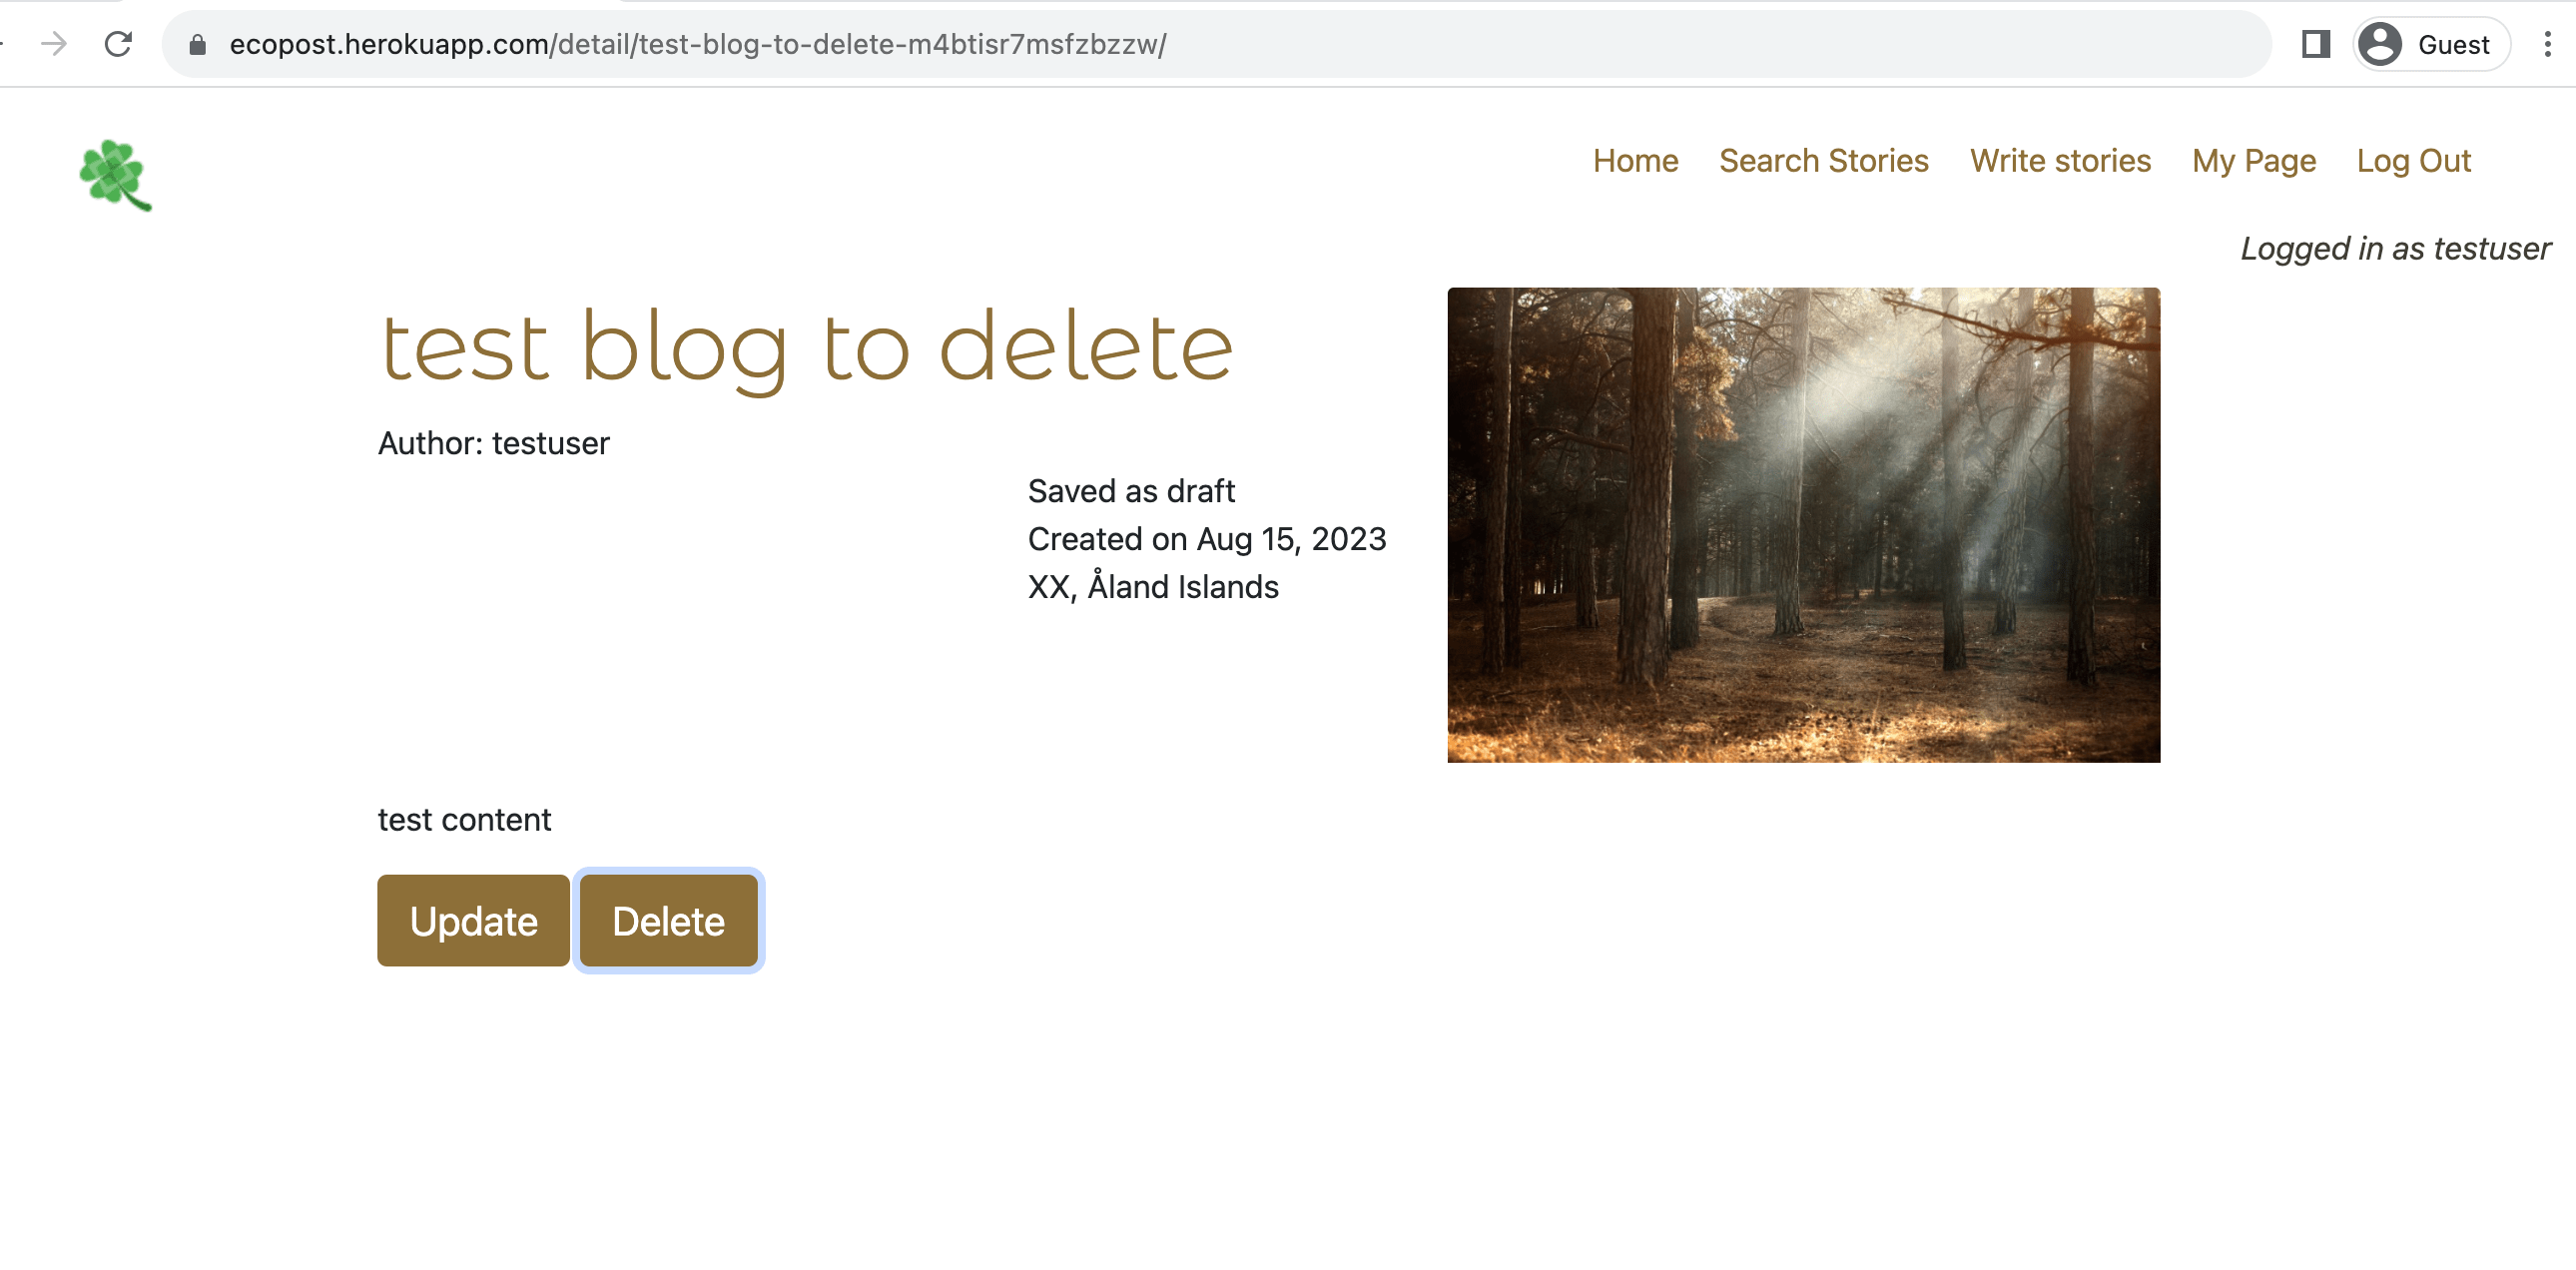 ecopost.herokuapp.com/detail/test-blog-to-delete-m4btisr7msfzbzzw/
Guest
Home Search Stories Write stories My Page Log Out
Logged in as testuser
test blog to delete
Author: testuser
Saved as draft
Created on Aug 15, 2023
XX, Åland Islands
test content
Update Delete